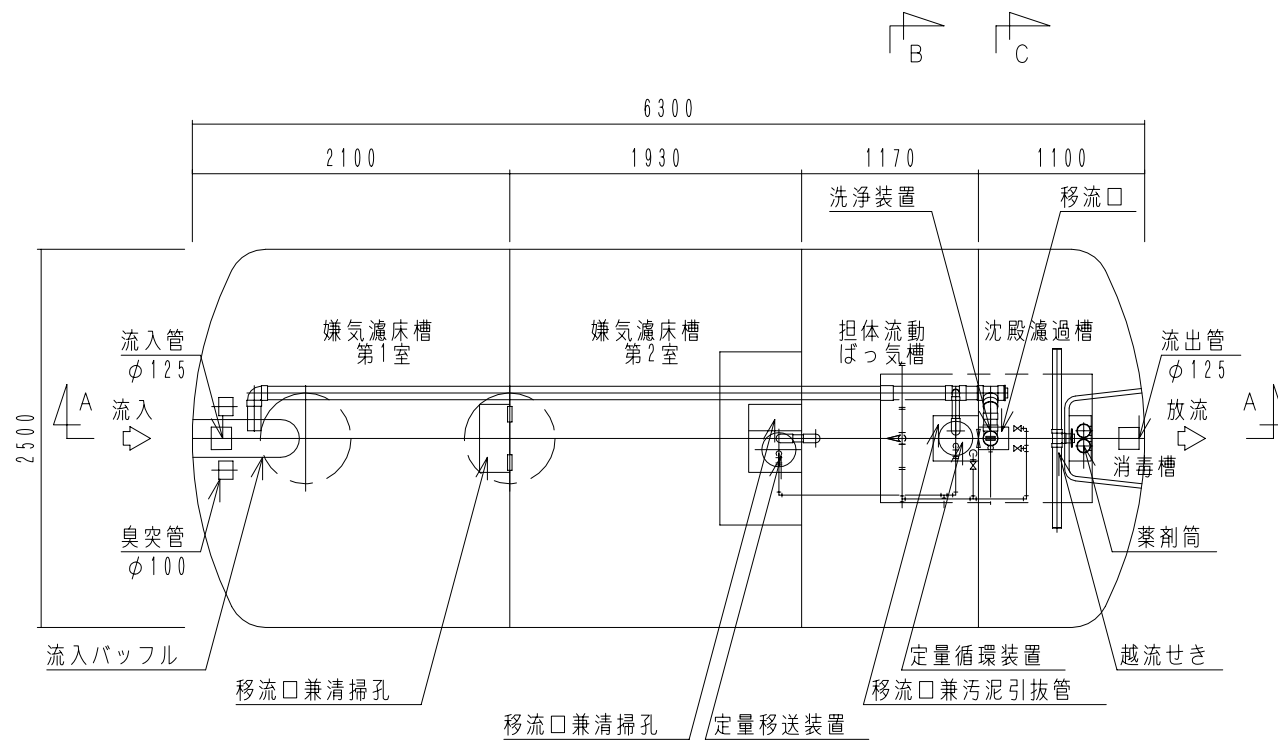 B
C
6300
2100
1930
1170
1100
洗浄装置
移流口
2500
嫌気濾床槽
第1室
嫌気濾床槽
第2室
担体流動
ばっ気槽
沈殿濾過槽
流入管
φ125
流出管
φ125
A
流入
放流
A
消毒槽
臭突管
φ100
薬剤筒
流入バッフル
移流口兼清掃孔
移流口兼清掃孔
定量移送装置
定量循環装置
移流口兼汚泥引抜管
越流せき